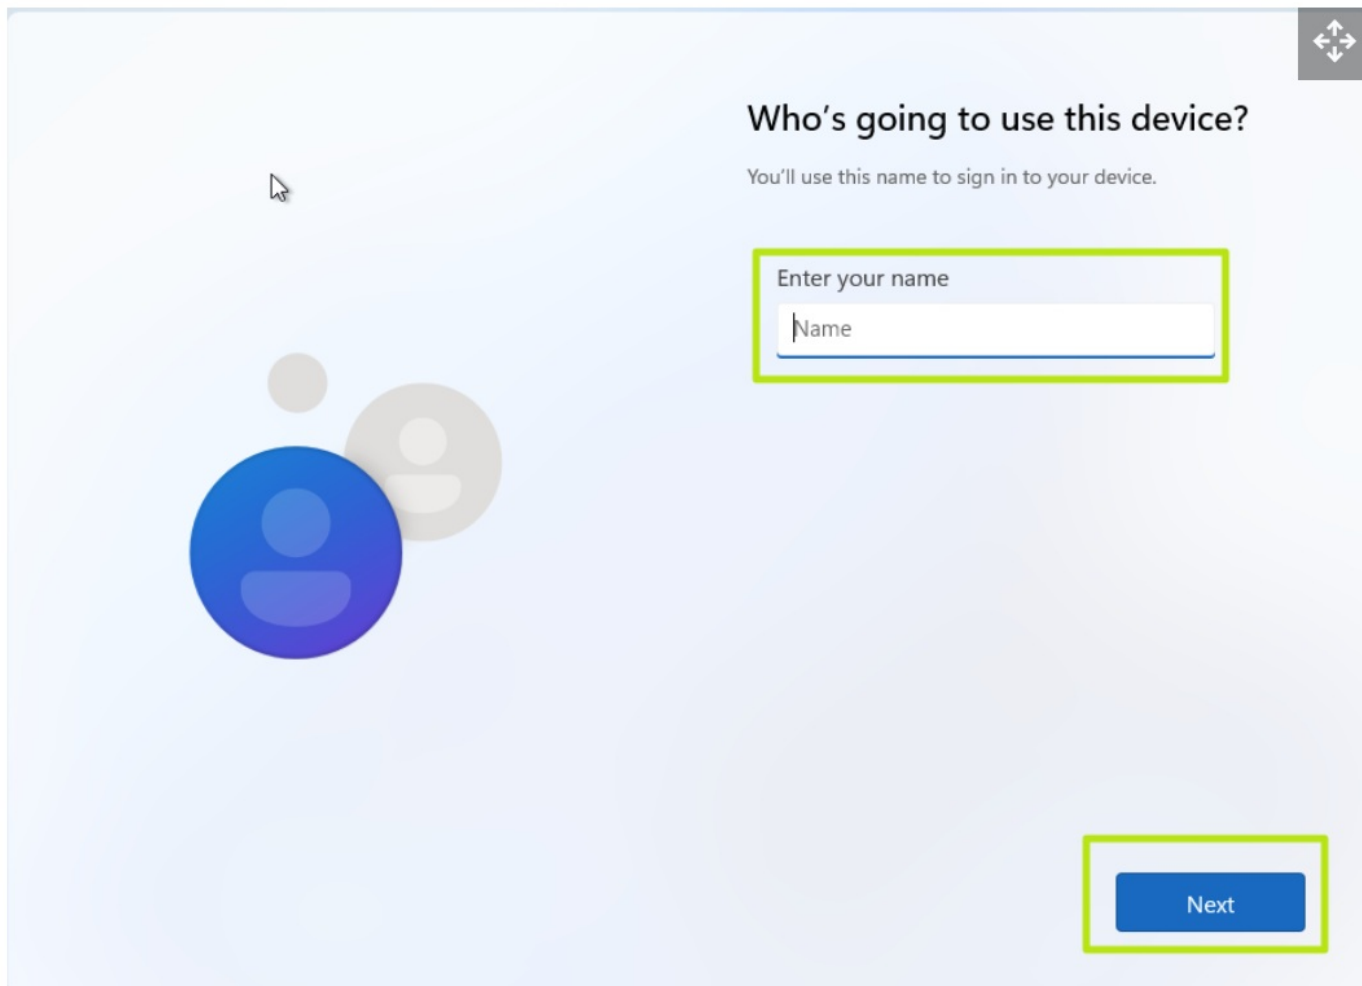 Who's going to use this device?
You'll use this name to sign in to your device.
Enter your name
Name
Next